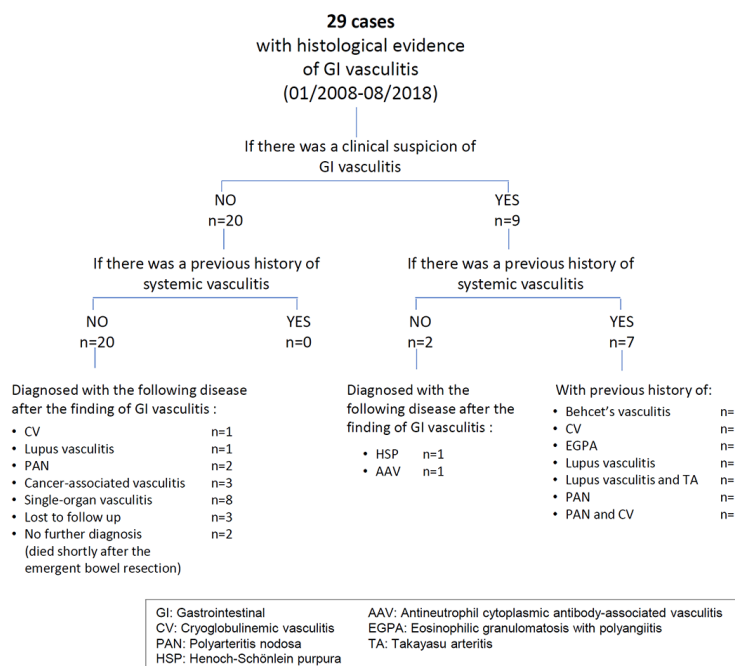 29 cases
with histological evidence
of GI vasculitis
(01/2008-08/2018)
If there was a clinical suspicion of
GI vasculitis
NO
n=20
YES
n=9
If there was a previous history of
systemic vasculitis
If there was a previous history of
systemic vasculitis
NO
n=20
YES
n=0
NO
n=2
YES
n=7
Diagnosed with the following disease
after the finding of GI vasculitis :
• CV n=1
• Lupus vasculitis n=1
• PAN n=2
• Cancer-associated vasculitis n=3
• Single-organ vasculitis n=8
• Lost to follow up n=3
• No further diagnosis n=2
(died shortly after the
emergent bowel resection)
Diagnosed with the
following disease after the
finding of GI vasculitis :
• HSP n=1
• AAV n=1
With previous history of:
• Behcet's vasculitis n=
• CV n=
• EGPA n=
• Lupus vasculitis n=
• Lupus vasculitis and TA n=
• PAN n=
• PAN and CV n=
GI: Gastrointestinal
CV: Cryoglobulinemic vasculitis
PAN: Polyarteritis nodosa
HSP: Henoch-Schönlein purpura
AAV: Antineutrophil cytoplasmic antibody-associated vasculitis
EGPA: Eosinophilic granulomatosis with polyangiitis
TA: Takayasu arteritis